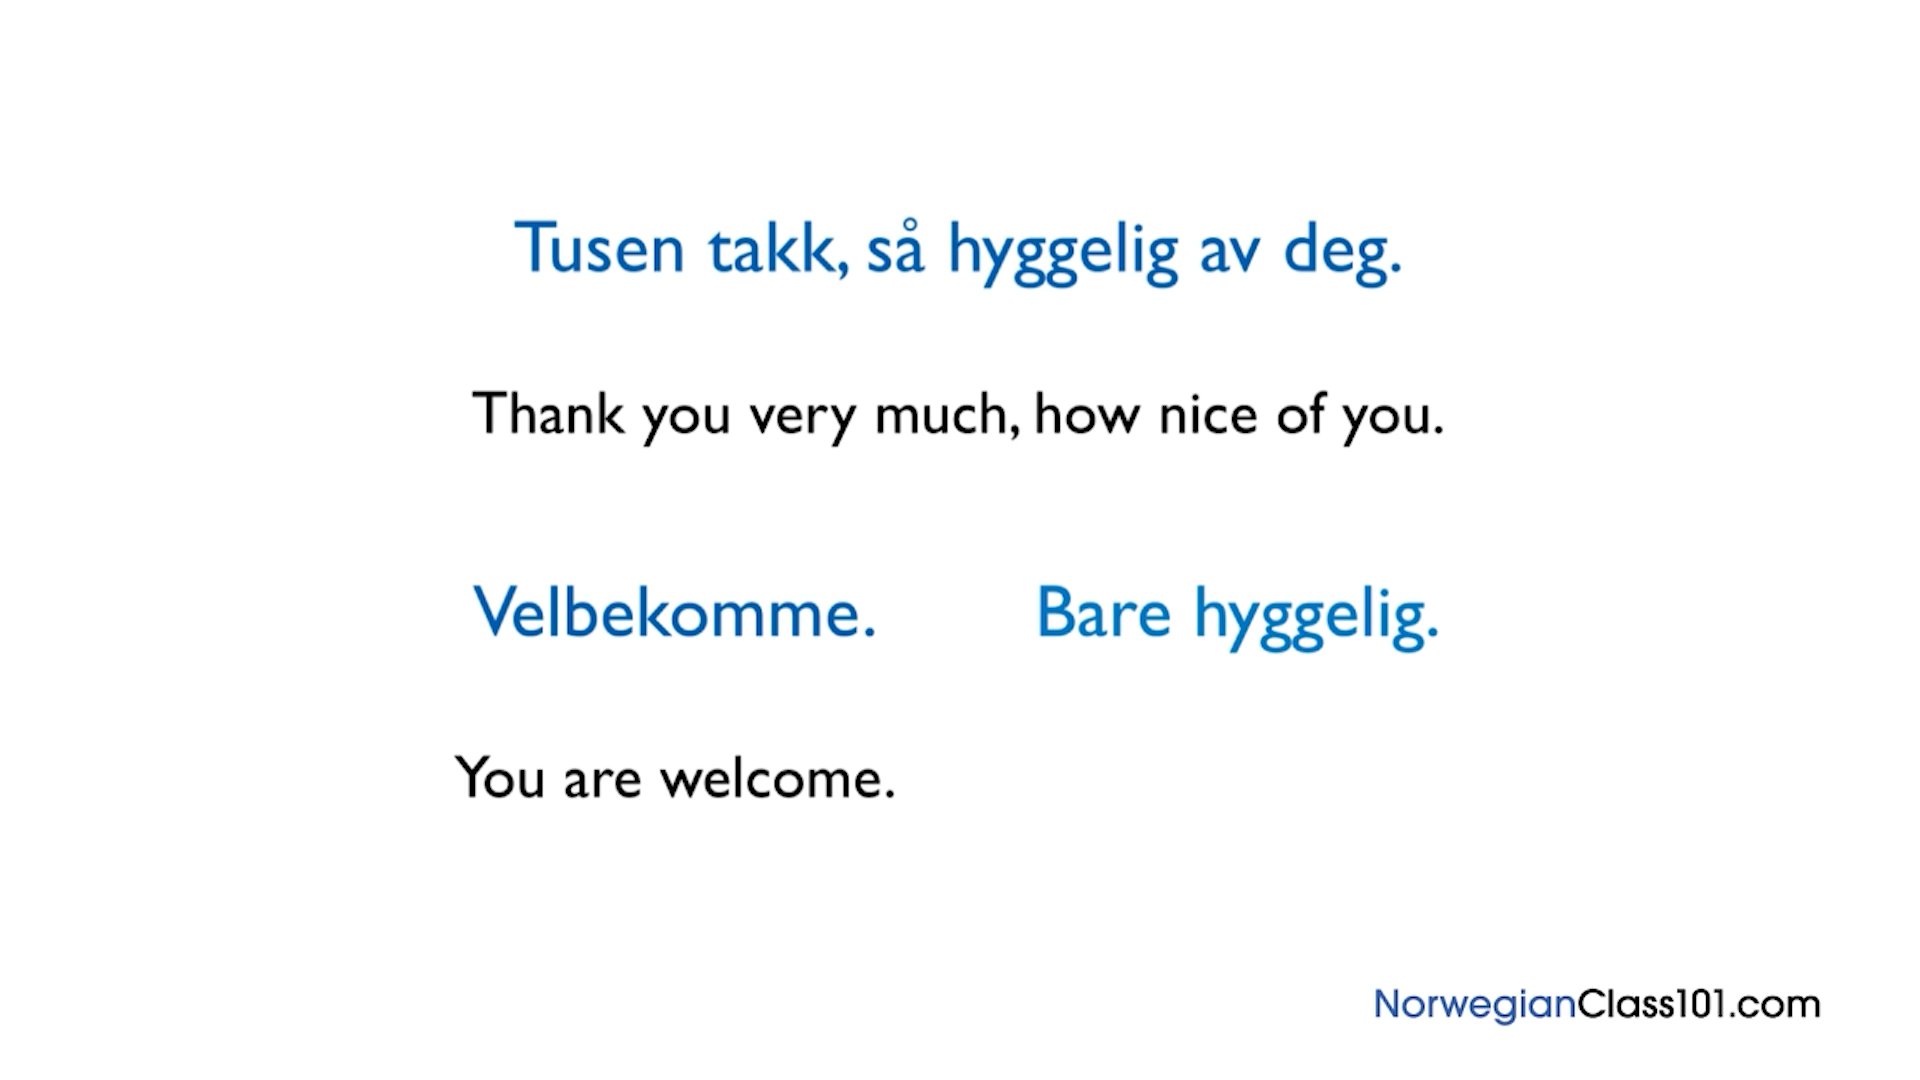 Tusen takk, så hyggelig av deg.
Thank you very much, how nice of you.
Velbekomme. Bare hyggelig.
You are welcome.
NorwegianClass101.com